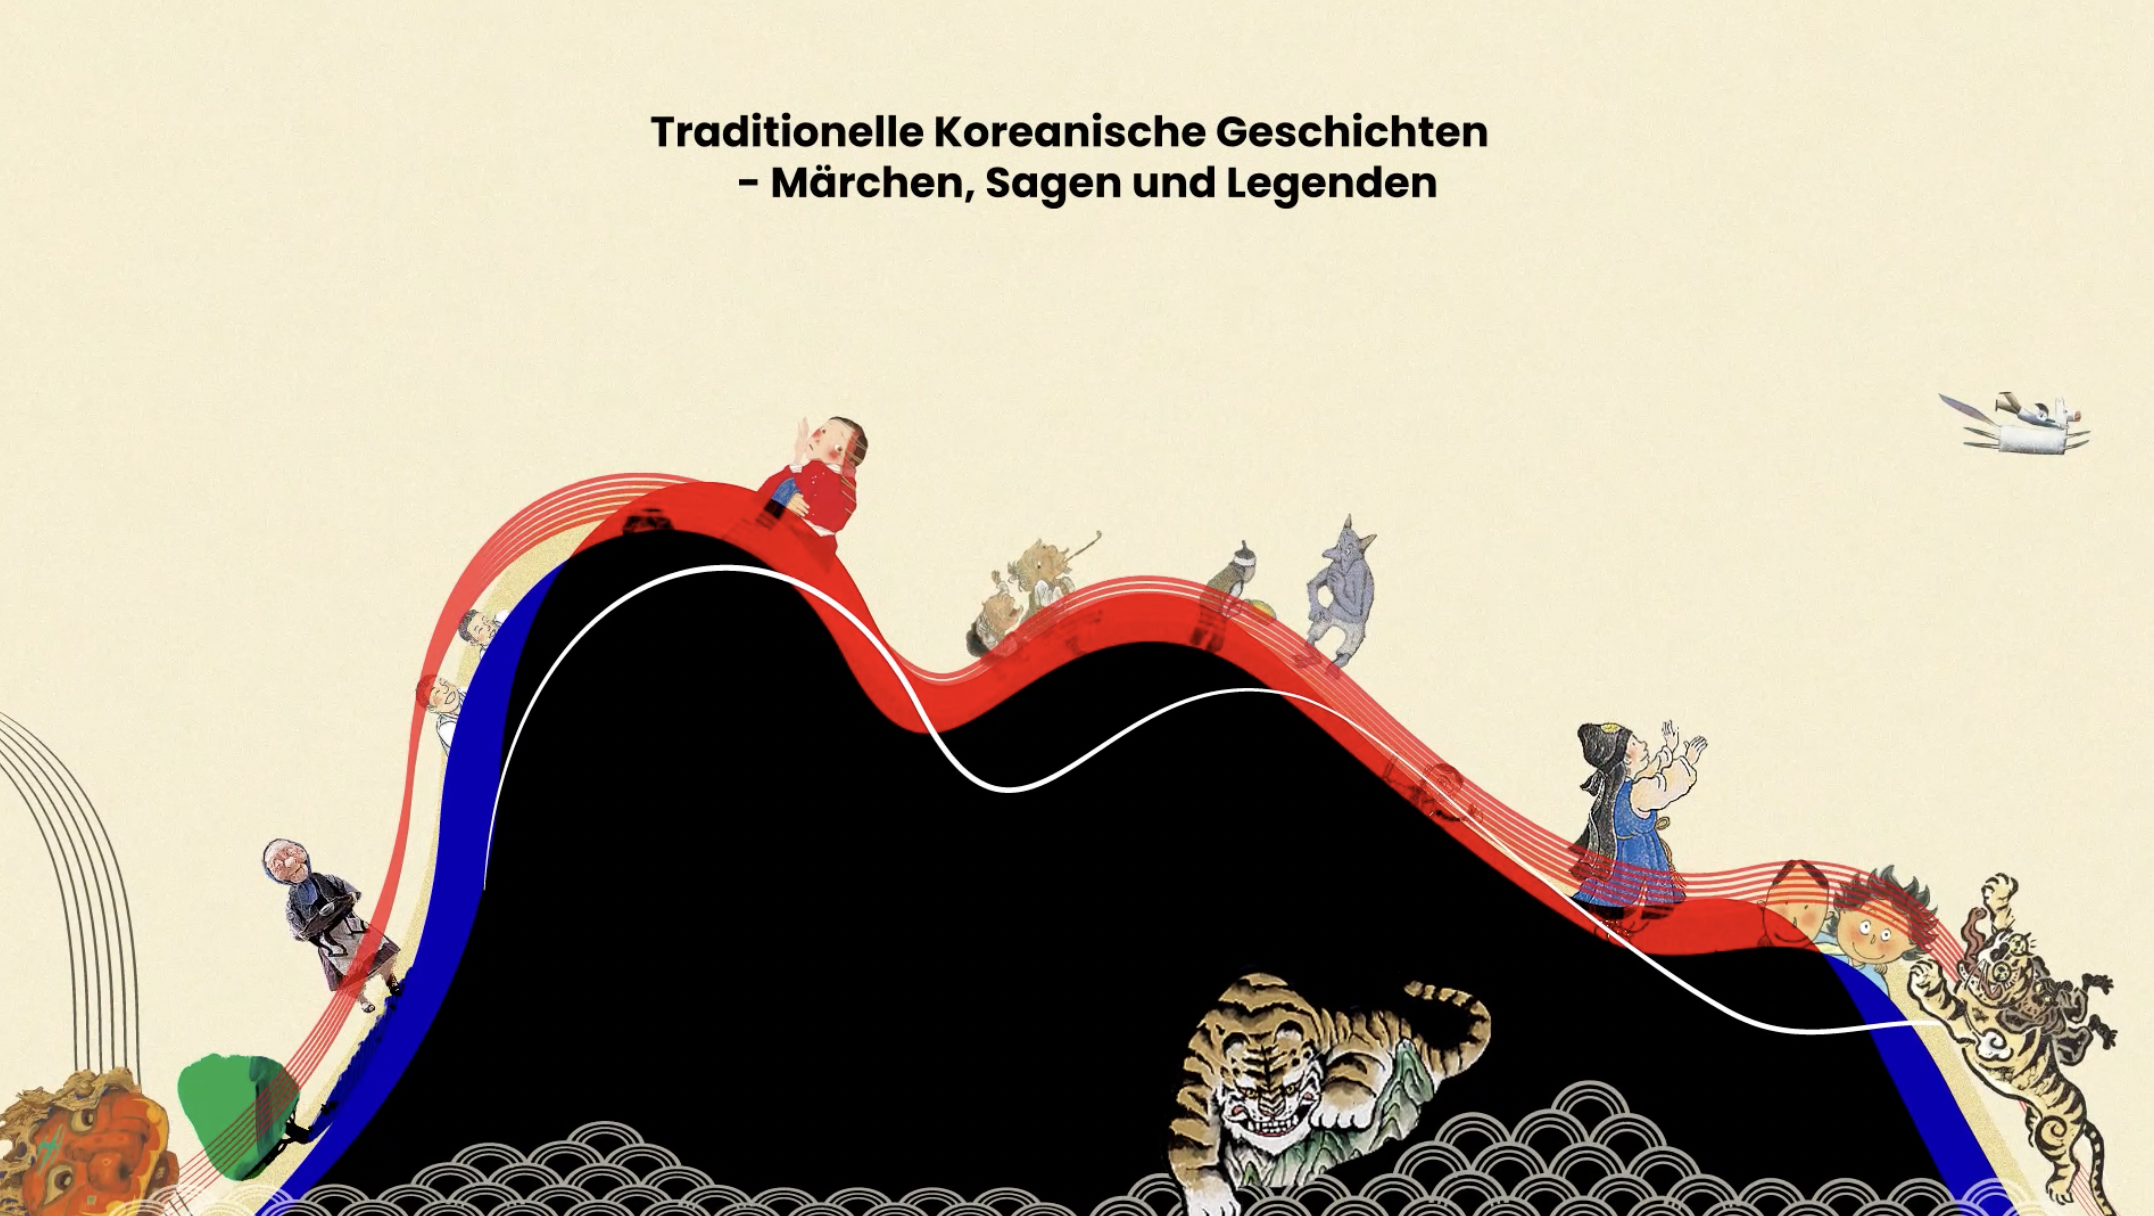 Traditionelle Koreanische Geschichten
- Märchen, Sagen und Legenden